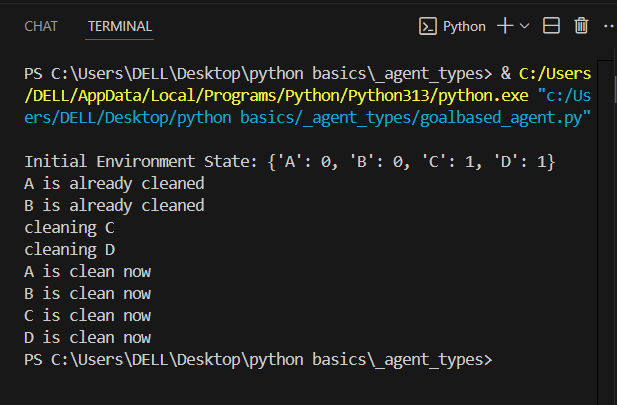 CHAT TERMINAL Python
PS C:\Users\DELL\Desktop\python basics\_agent_types> & C:/Users
/DELL/AppData/Local/Programs/Python/Python313/python.exe "c:/Us
ers/DELL/Desktop/python basics/_agent_types/goalbased_agent.py"
Initial Environment State: {'A': 0, 'B': 0, 'C': 1, 'D': 1}
A is already cleaned
B is already cleaned
cleaning C
cleaning D
A is clean now
B is clean now
C is clean now
D is clean now
PS C:\Users\DELL\Desktop\python basics\_agent_types>